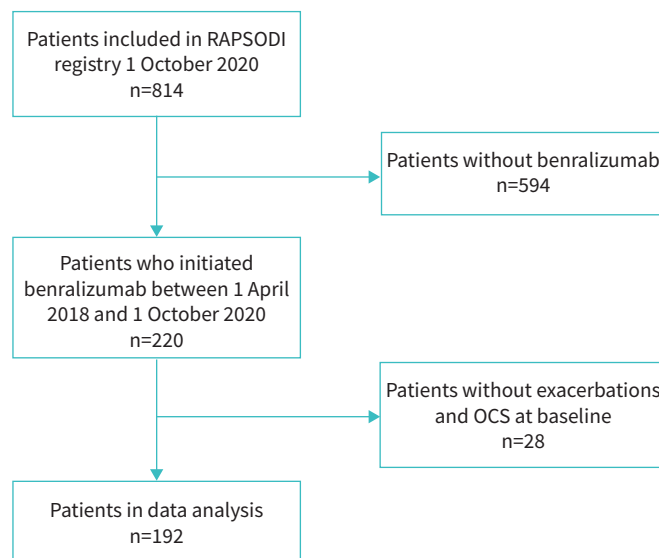 Patients included in RAPSODI
registry 1 October 2020
n=814
Patients without benralizumab
n=594
Patients who initiated
benralizumab between 1 April
2018 and 1 October 2020
n=220
Patients without exacerbations
and OCS at baseline
n=28
Patients in data analysis
n=192